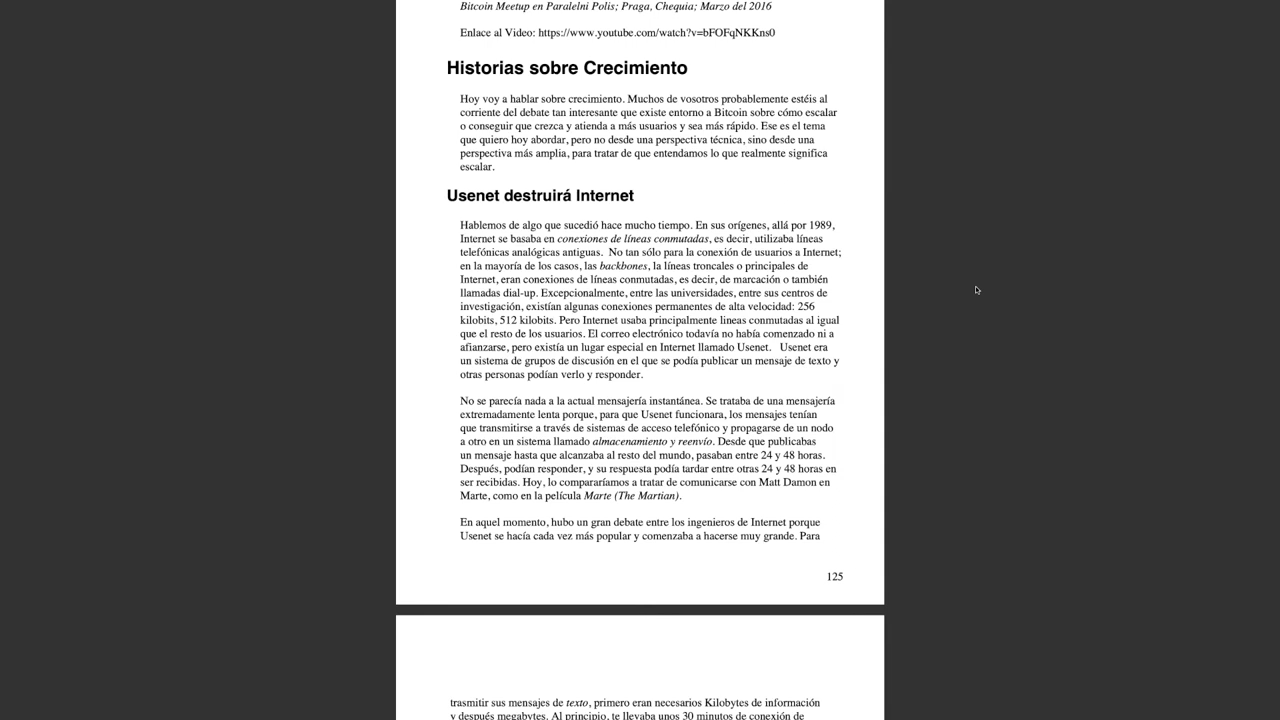 Bitcoin Meetup en Paralelni Polis; Praga, Chequia; Marzo del 2016
Enlace al Video: https://www.youtube.com/watch?v=bFOFqNKKns0
Historias sobre Crecimiento
Hoy voy a hablar sobre crecimiento. Muchos de vosotros probablemente estéis al
corriente del debate tan interesante que existe entorno a Bitcoin sobre cómo escalar
o conseguir que crezca y atienda a más usuarios y sea más rápido. Ese es el tema
que quiero hoy abordar, pero no desde una perspectiva técnica, sino desde una
perspectiva más amplia, para tratar de que entendamos lo que realmente significa
escalar.
Usenet destruirá Internet
Hablemos de algo que sucedió hace mucho tiempo. En sus orígenes, allá por 1989,
Internet se basaba en conexiones de líneas conmutadas, es decir, utilizaba líneas
telefónicas analógicas antiguas. No tan sólo para la conexión de usuarios a Internet;
en la mayoría de los casos, las backbones, la líneas troncales o principales de
Internet, eran conexiones de líneas conmutadas, es decir, de marcación o también
llamadas dial-up. Excepcionalmente, entre las universidades, entre sus centros de
investigación, existían algunas conexiones permanentes de alta velocidad: 256
kilobits, 512 kilobits. Pero Internet usaba principalmente lineas conmutadas al igual
que el resto de los usuarios. El correo electrónico todavía no había comenzado ni a
afianzarse, pero existía un lugar especial en Internet llamado Usenet. Usenet era
un sistema de grupos de discusión en el que se podía publicar un mensaje de texto y
otras personas podían verlo y responder.
No se parecía nada a la actual mensajería instantánea. Se trataba de una mensajería
extremadamente lenta porque, para que Usenet funcionara, los mensajes tenían
que transmitirse a través de sistemas de acceso telefónico y propagarse de un nodo
a otro en un sistema llamado almacenamiento y reenvío. Desde que publicabas
un mensaje hasta que alcanzaba al resto del mundo, pasaban entre 24 y 48 horas.
Después, podían responder, y su respuesta podía tardar entre otras 24 y 48 horas en
ser recibidas. Hoy, lo compararíamos a tratar de comunicarse con Matt Damon en
Marte, como en la película Marte (The Martian).
En aquel momento, hubo un gran debate entre los ingenieros de Internet porque
Usenet se hacía cada vez más popular y comenzaba a hacerse muy grande. Para
125
trasmitir sus mensajes de texto, primero eran necesarios Kilobytes de información
y después megabytes. Al principio, te llevaba unos 30 minutos de conexión de